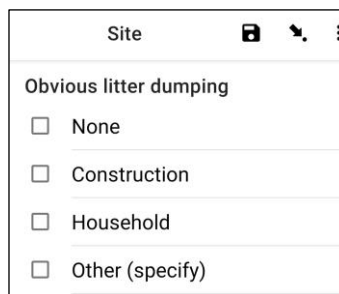 Site
Obvious litter dumping
None
Construction
Household
Other (specify)